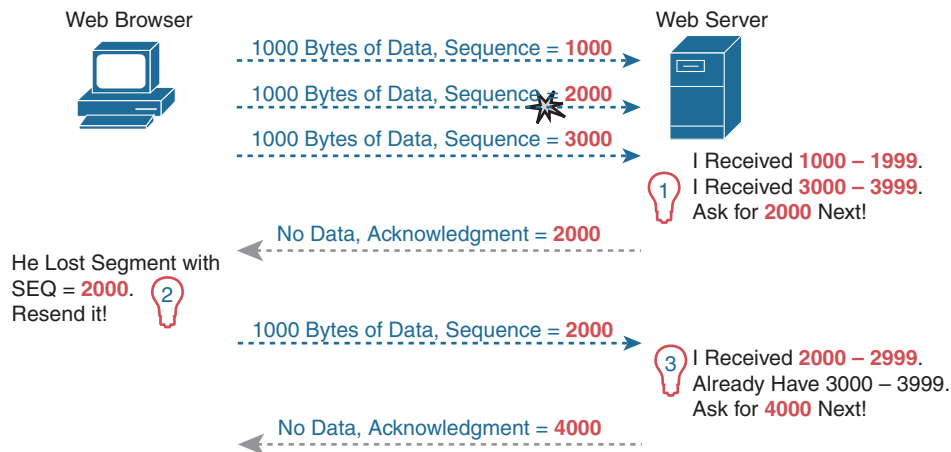 Web Browser
Web Server
1000 Bytes of Data, Sequence = 1000
1000 Bytes of Data, Sequence = 2000
1000 Bytes of Data, Sequence = 3000
1
I Received 1000 – 1999.
I Received 3000 – 3999.
Ask for 2000 Next!
No Data, Acknowledgment = 2000
He Lost Segment with
SEQ = 2000.
Resend it!
2
1000 Bytes of Data, Sequence = 2000
3
I Received 2000 – 2999.
Already Have 3000 – 3999.
Ask for 4000 Next!
No Data, Acknowledgment = 4000